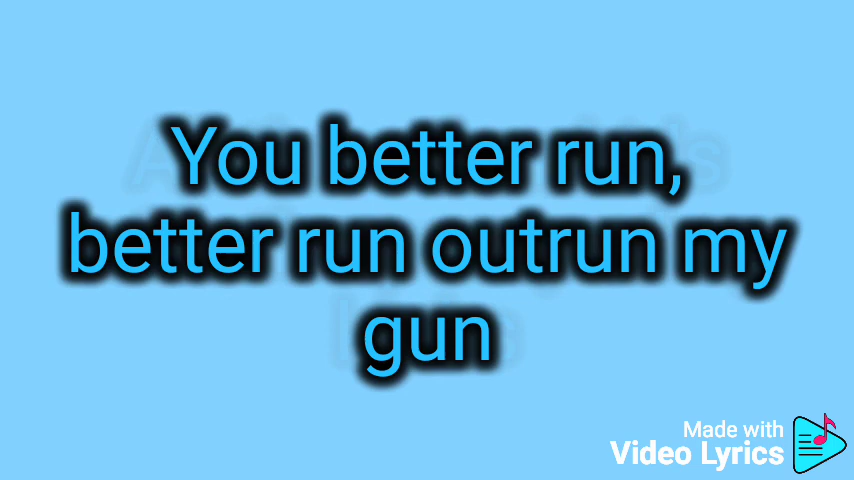 You better run,
better run outrun my
gun
Made with
Video Lyrics